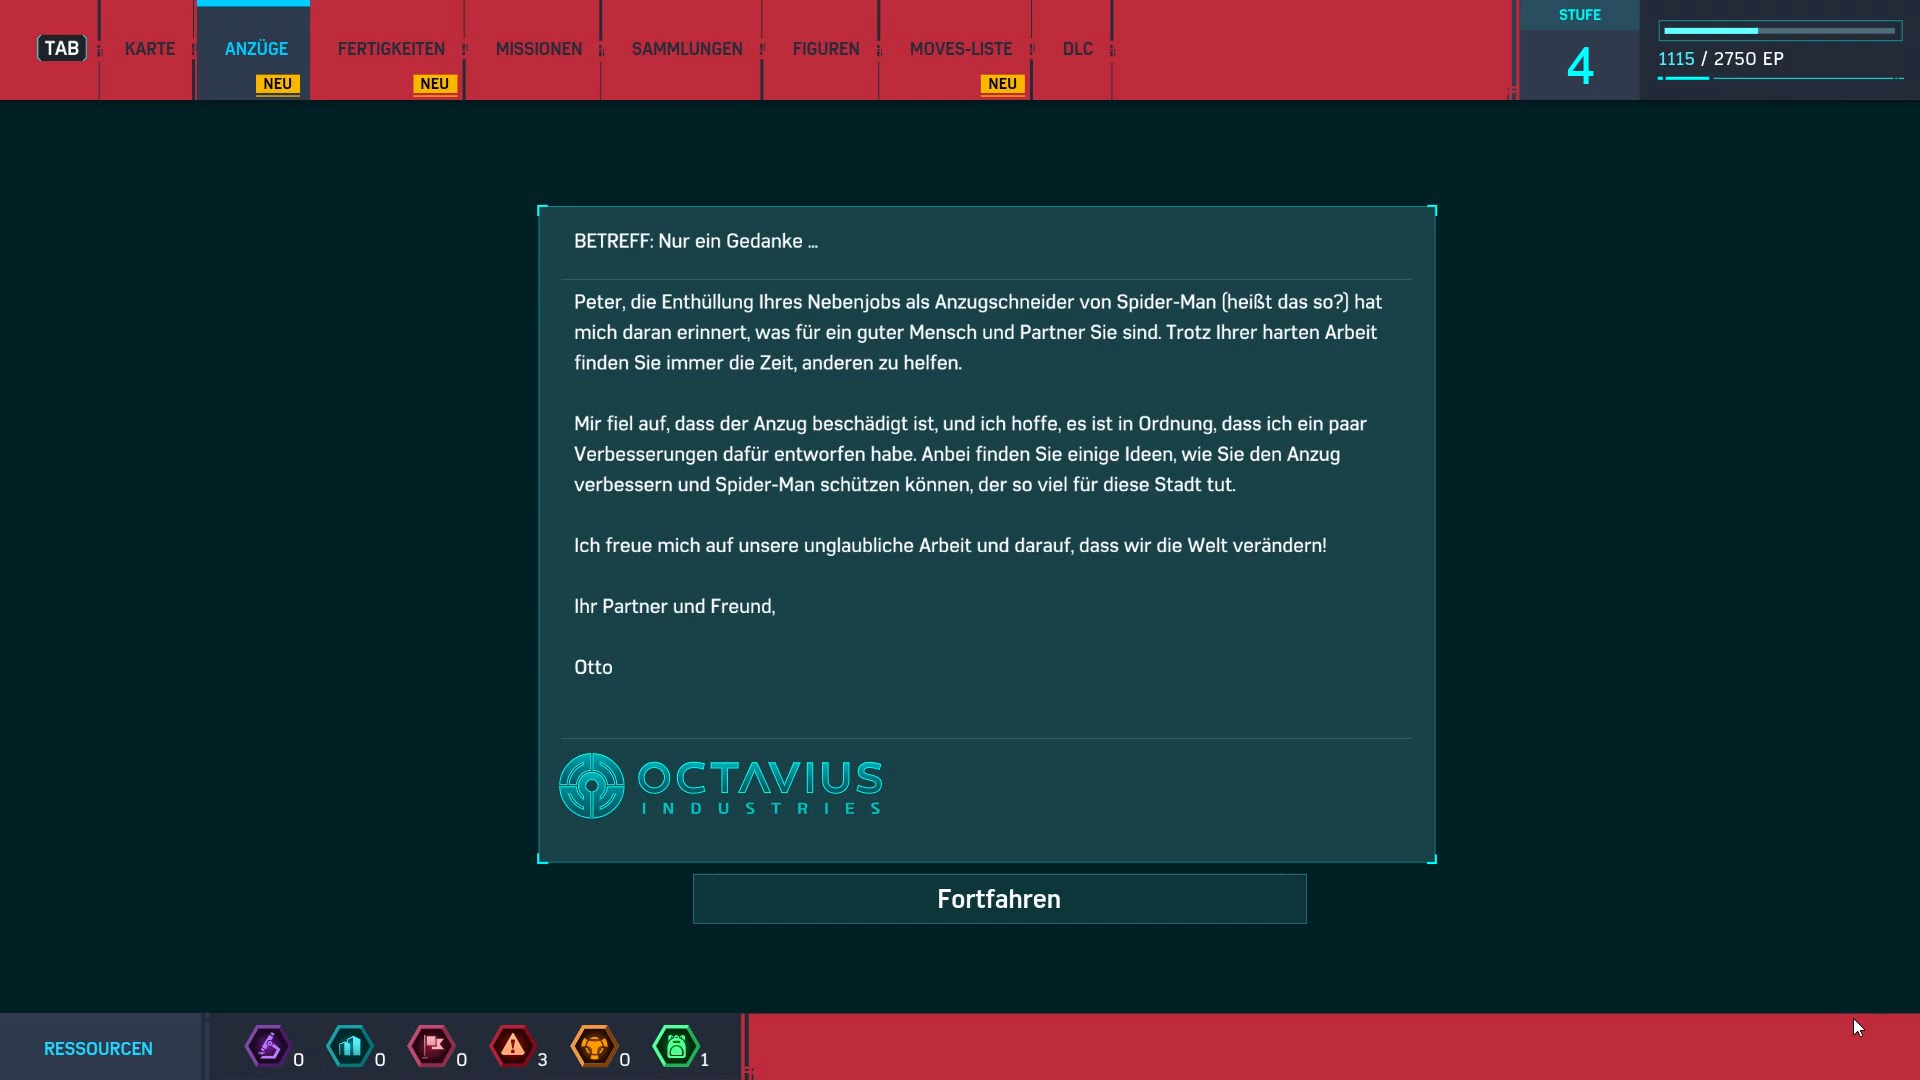 TAB
KARTE
ANZÜGE
NEU
FERTIGKEITEN
NEU
MISSIONEN
SAMMLUNGEN
FIGUREN
MOVES-LISTE
NEU
DLC
STUFE
4
1115 / 2750 EP
BETREFF: Nur ein Gedanke ...
Peter, die Enthüllung Ihres Nebenjobs als Anzugschneider von Spider-Man (heißt das so?) hat
mich daran erinnert, was für ein guter Mensch und Partner Sie sind. Trotz Ihrer harten Arbeit
finden Sie immer die Zeit, anderen zu helfen.
Mir fiel auf, dass der Anzug beschädigt ist, und ich hoffe, es ist in Ordnung, dass ich ein paar
Verbesserungen dafür entworfen habe. Anbei finden Sie einige Ideen, wie Sie den Anzug
verbessern und Spider-Man schützen können, der so viel für diese Stadt tut.
Ich freue mich auf unsere unglaubliche Arbeit und darauf, dass wir die Welt verändern!
Ihr Partner und Freund,
Otto
OCTAVIUS
INDUSTRIES
Fortfahren
RESSOURCEN
0
0
0
3
0
1